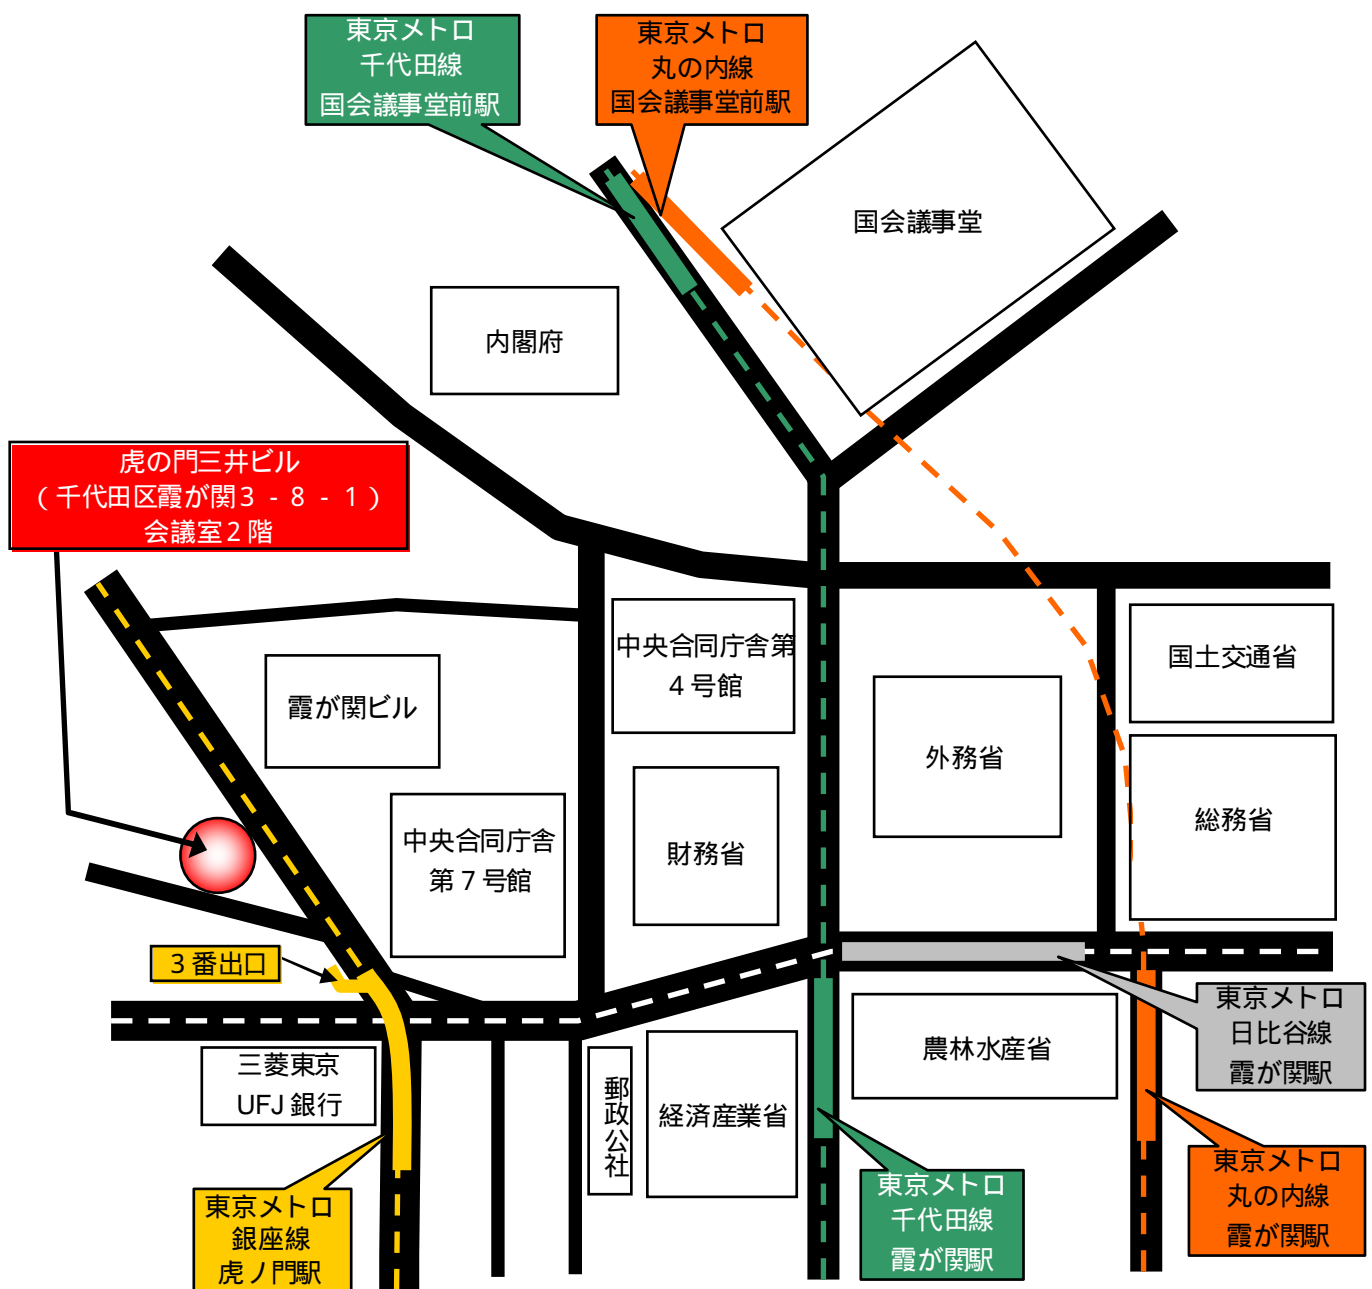 東京メトロ
千代田線
国会議事堂前駅
東京メトロ
丸の内線
国会議事堂前駅
国会議事堂
内閣府
虎の門三井ビル
（千代田区霞が関３-８-１）
会議室２階
中央合同庁舎第
４号館
国土交通省
霞が関ビル
外務省
総務省
中央合同庁舎
第７号館
財務省
３番出口
東京メトロ
日比谷線
霞が関駅
農林水産省
三菱東京
UFJ銀行
郵政公社
経済産業省
東京メトロ
丸の内線
霞が関駅
東京メトロ
千代田線
霞が関駅
東京メトロ
銀座線
虎ノ門駅